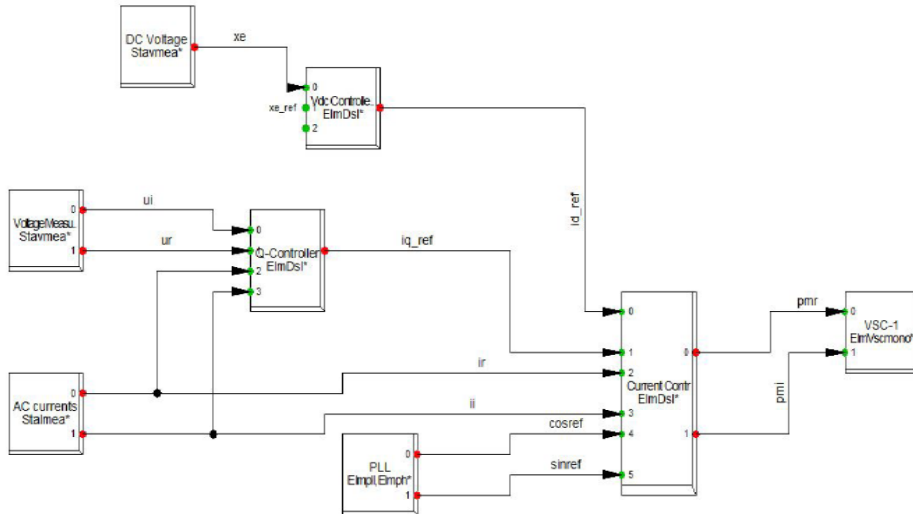 DC Voltage
Stavmea*
xe
0
Vdc Controlle..
ElmDsl*
xe_ref
1
2
id_ref
Voltage Measu..
Stavmea*
0
1
ui
ur
0
1
2
3
Q-Controller
ElmDsl*
iq_ref
AC currents
StaImea*
0
1
ir
ii
PLL
Elmpll,Elmph*
0
1
cosref
sinref
0
1
2
3
4
5
Current Contr
ElmDsl*
0
1
pmr
pmi
0
1
VSC-1
ElmVscmono*